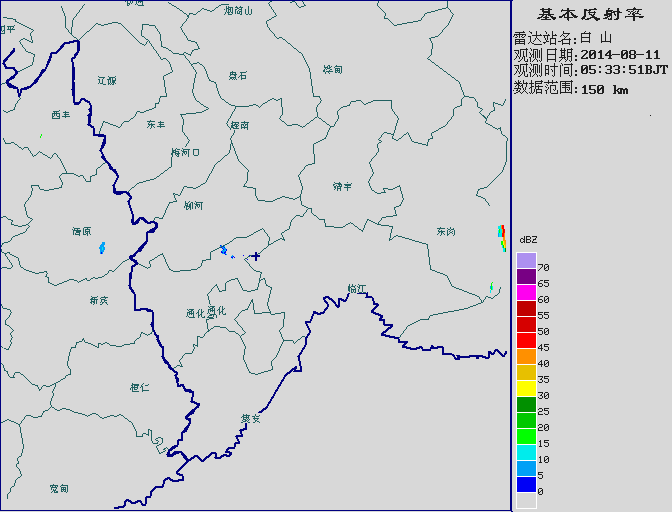 基本反射率
雷达站名:白 山
观测日期:2014-08-11
观测时间:05:33:51BJT
数据范围:150 km
四平
辽源
盘石
桦甸
西丰
东丰
辉南
梅河口
靖宇
柳河
清原
东岗
临江
新宾
通化
通化
桓仁
集安
宽甸
dBZ
70
65
60
55
50
45
40
35
30
25
20
15
10
5
0